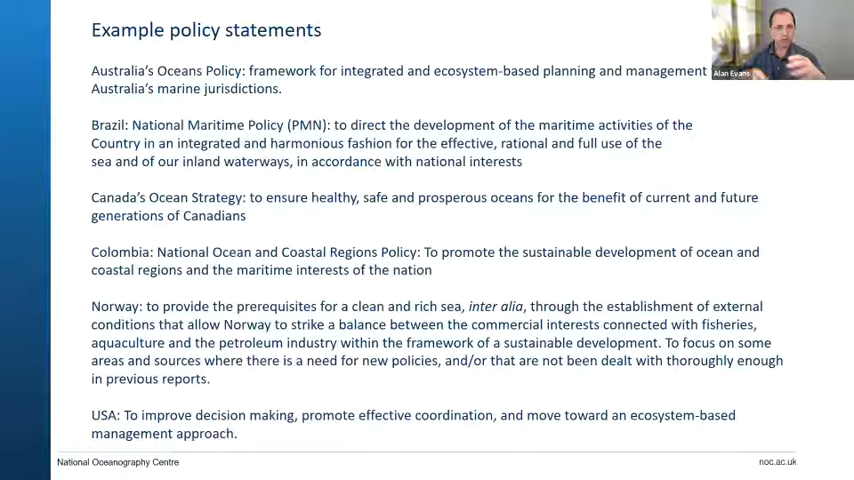 Example policy statements
Alan Evans
Australia's Oceans Policy: framework for integrated and ecosystem-based planning and management
Australia's marine jurisdictions.
Brazil: National Maritime Policy (PMN): to direct the development of the maritime activities of the
Country in an integrated and harmonious fashion for the effective, rational and full use of the
sea and of our inland waterways, in accordance with national interests
Canada's Ocean Strategy: to ensure healthy, safe and prosperous oceans for the benefit of current and future
generations of Canadians
Colombia: National Ocean and Coastal Regions Policy: To promote the sustainable development of ocean and
coastal regions and the maritime interests of the nation
Norway: to provide the prerequisites for a clean and rich sea, inter alia, through the establishment of external
conditions that allow Norway to strike a balance between the commercial interests connected with fisheries,
aquaculture and the petroleum industry within the framework of a sustainable development. To focus on some
areas and sources where there is a need for new policies, and/or that are not been dealt with thoroughly enough
in previous reports.
USA: To improve decision making, promote effective coordination, and move toward an ecosystem-based
management approach.
National Oceanography Centre
noc.ac.uk